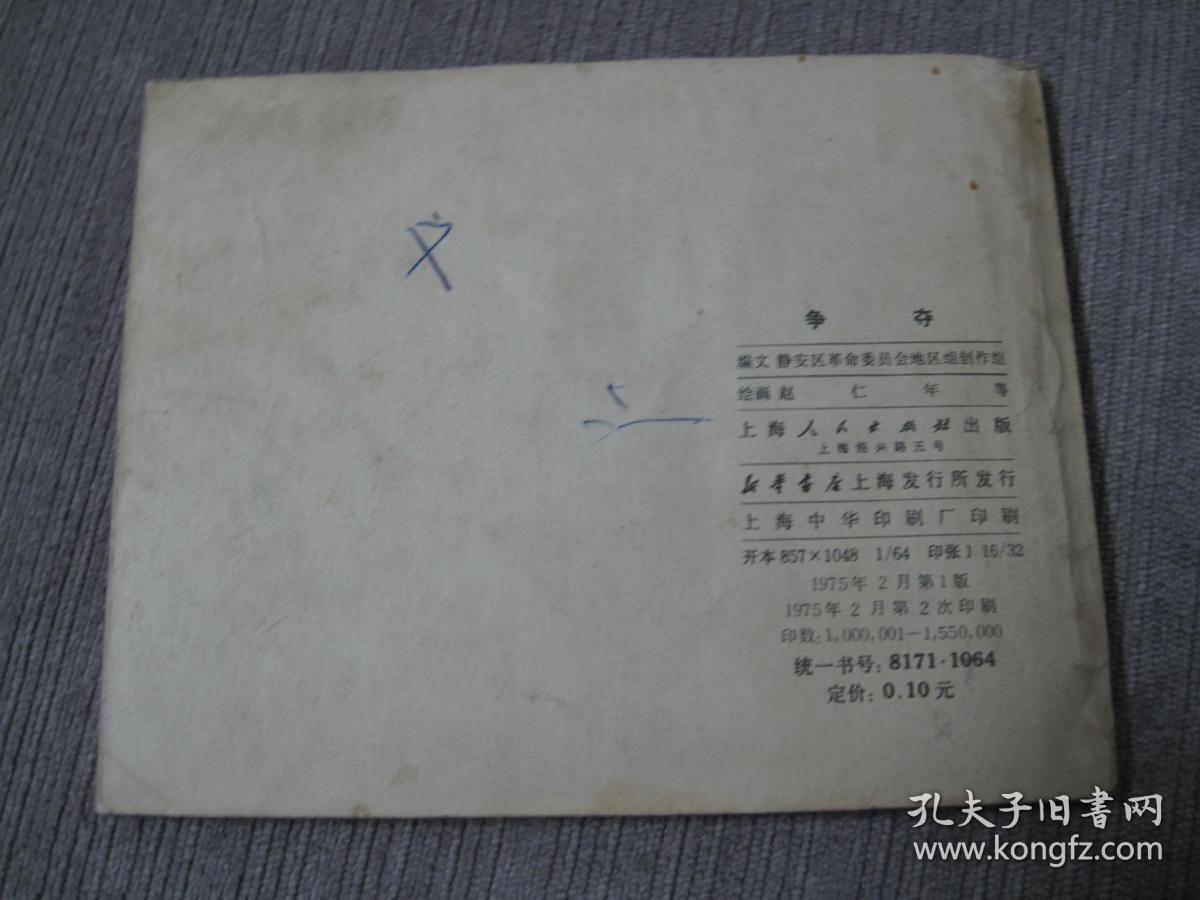 争 夺
编文 静安区革命委员会地区组创作组
绘画 赵 仁 年 等
上海人民出版社出版
上海绍兴路五号
新华书店上海发行所发行
上海中华印刷厂印刷
开本 857×1048 1/64 印张 1 16/32
1975年 2 月第 1 版
1975年 2 月第 2 次印刷
印数：1,000,001—1,550,000
统一书号：8171·1064
定价：0.10 元
孔夫子旧书网
www.kongfz.com